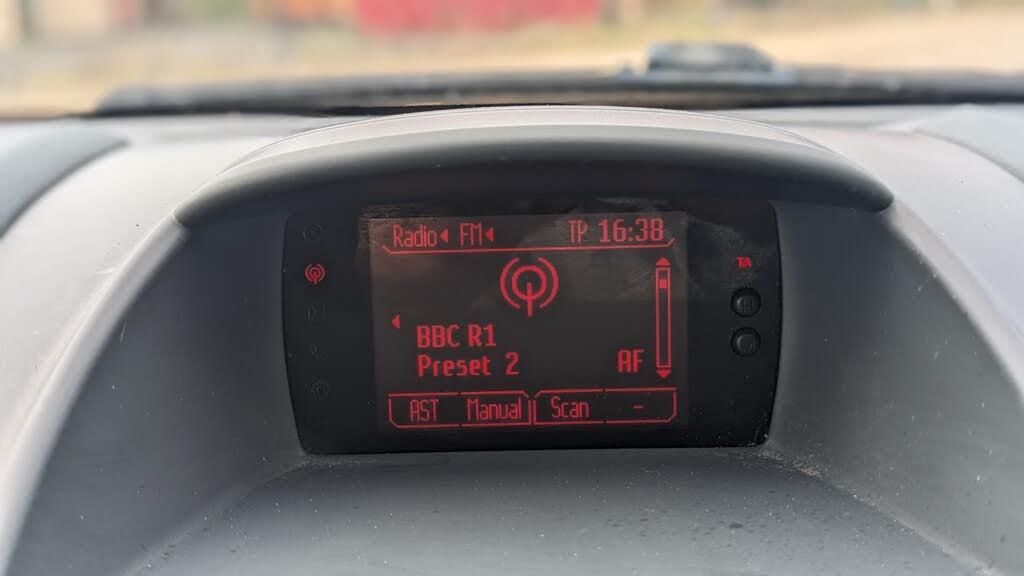 Radio FM TP 16:38
TA
BBC R1
Preset 2 AF
AST Manual Scan -